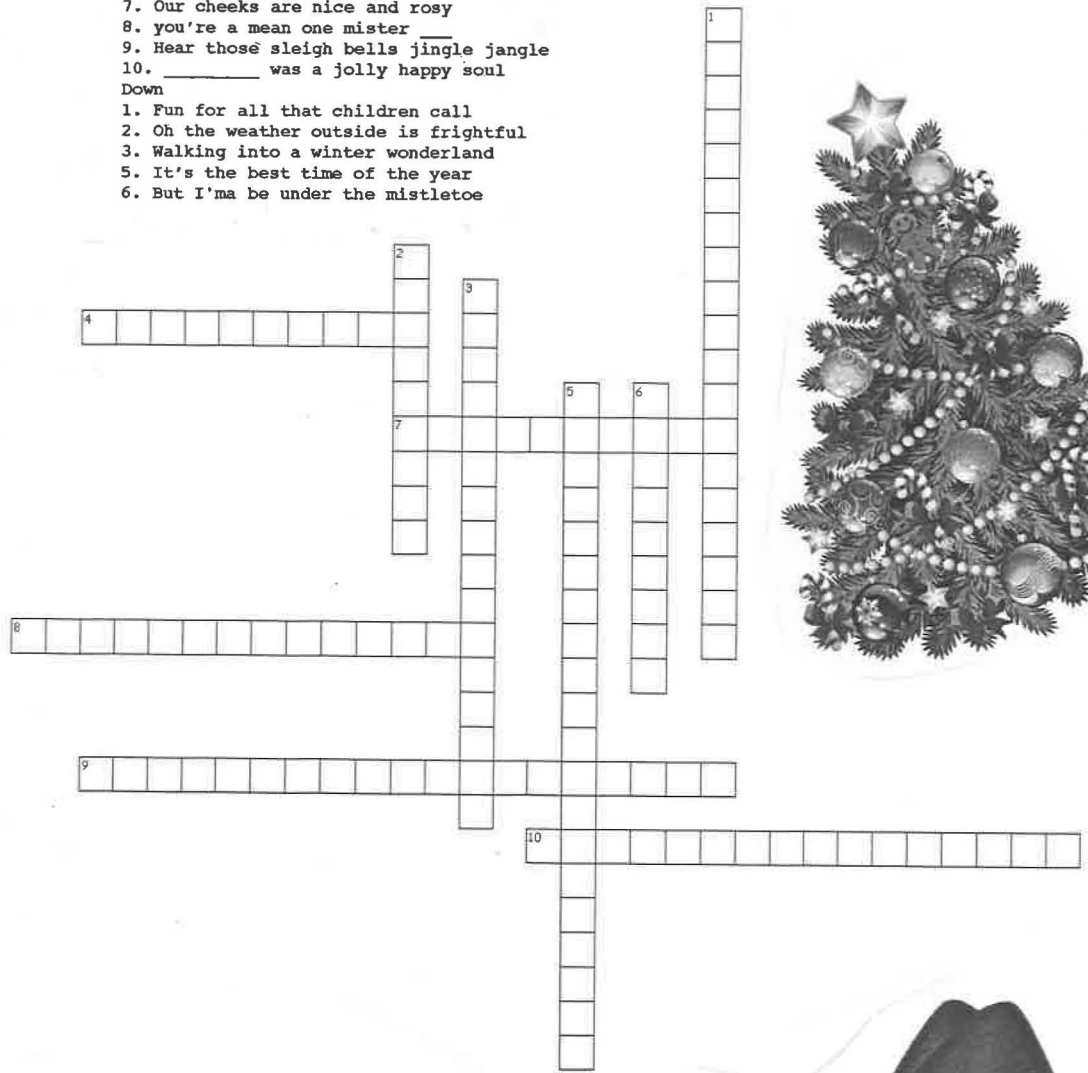 7. Our cheeks are nice and rosy
8. you're a mean one mister ___
9. Hear those sleigh bells jingle jangle
10. ________ was a jolly happy soul
Down
1. Fun for all that children call
2. Oh the weather outside is frightful
3. Walking into a winter wonderland
5. It's the best time of the year
6. But I'ma be under the mistletoe
1
2
3
4
5
6
7
8
9
10